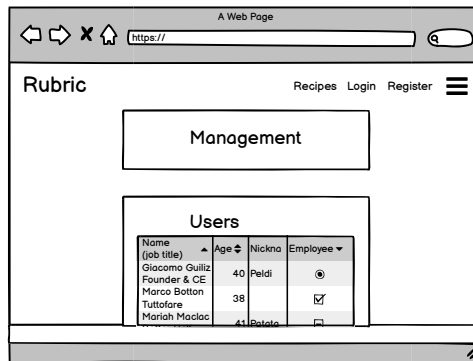 A Web Page
https://
Rubric
Recipes Login Register
Management
Users
Name
(job title)
Age
Nickna
Employee
Giacomo Guiliz
Founder & CE
40
Peldi
Marco Botton
Tuttofare
38
Mariah Maclac
41
Patata